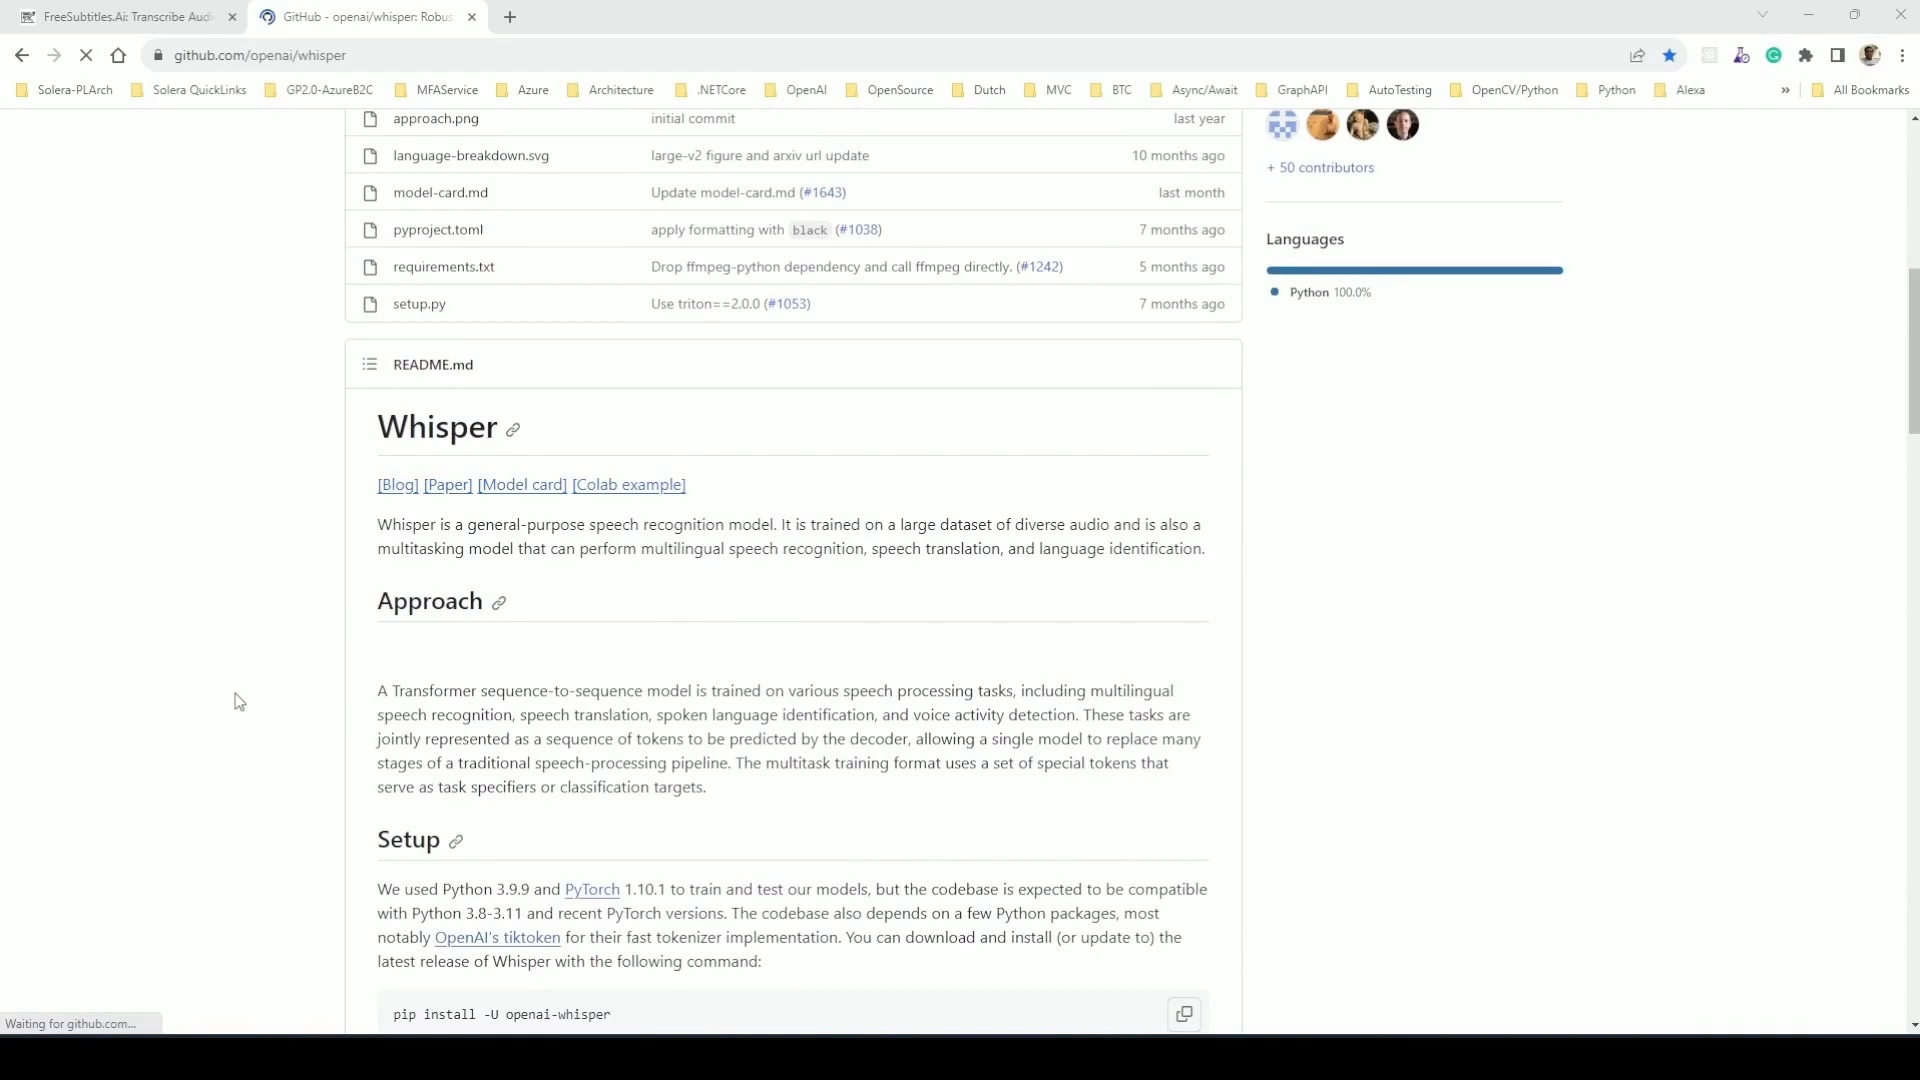 FreeSubtitles.Ai: Transcribe Audi
GitHub - openai/whisper: Robus
github.com/openai/whisper
Solera-PLArch
Solera QuickLinks
GP2.0-AzureB2C
MFAService
Azure
Architecture
.NETCore
OpenAI
OpenSource
Dutch
MVC
BTC
Async/Await
GraphAPI
AutoTesting
OpenCV/Python
Python
Alexa
»
All Bookmarks
approach.png initial commit last year
language-breakdown.svg large-v2 figure and arxiv url update 10 months ago
model-card.md Update model-card.md (#1643) last month
pyproject.toml apply formatting with black (#1038) 7 months ago
requirements.txt Drop ffmpeg-python dependency and call ffmpeg directly. (#1242) 5 months ago
setup.py Use triton==2.0.0 (#1053) 7 months ago
+ 50 contributors
Languages
Python 100.0%
README.md
Whisper
[Blog] [Paper] [Model card] [Colab example]
Whisper is a general-purpose speech recognition model. It is trained on a large dataset of diverse audio and is also a
multitasking model that can perform multilingual speech recognition, speech translation, and language identification.
Approach
A Transformer sequence-to-sequence model is trained on various speech processing tasks, including multilingual
speech recognition, speech translation, spoken language identification, and voice activity detection. These tasks are
jointly represented as a sequence of tokens to be predicted by the decoder, allowing a single model to replace many
stages of a traditional speech-processing pipeline. The multitask training format uses a set of special tokens that
serve as task specifiers or classification targets.
Setup
We used Python 3.9.9 and PyTorch 1.10.1 to train and test our models, but the codebase is expected to be compatible
with Python 3.8-3.11 and recent PyTorch versions. The codebase also depends on a few Python packages, most
notably OpenAI's tiktoken for their fast tokenizer implementation. You can download and install (or update to) the
latest release of Whisper with the following command:
pip install -U openai-whisper
Waiting for github.com...